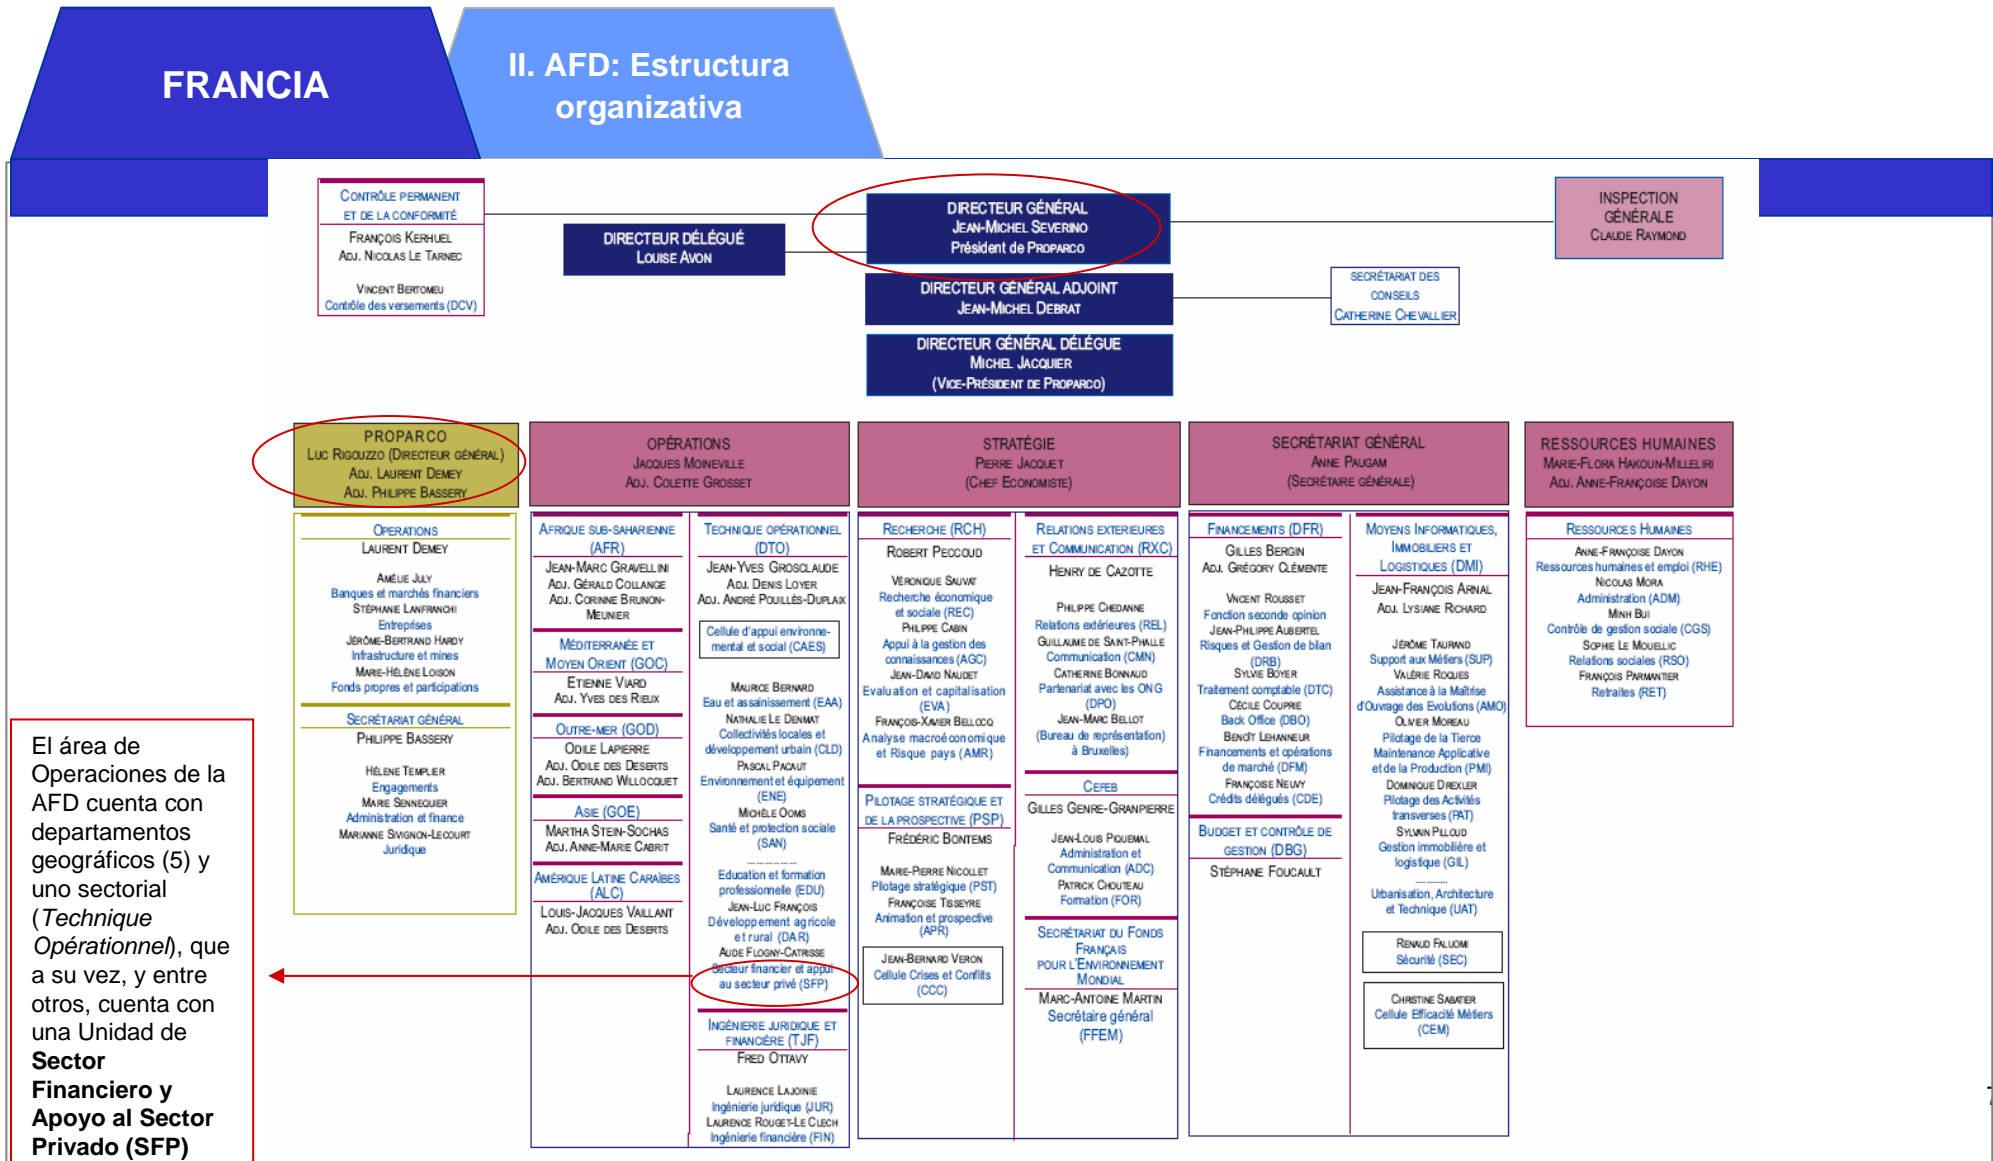 FRANCIA
II. AFD: Estructura
organizativa
CONTRÔLE PERMANENT
ET DE LA CONFORMITÉ
FRANÇOIS KERHUEL
ADJ. NICOLAS LE TARNEC
VINCENT BERTOMEU
Contrôle des versements (DCV)
DIRECTEUR DÉLÉGUÉ
LOUISE AVON
DIRECTEUR GÉNÉRAL
JEAN-MICHEL SEVERINO
Président de PROPARCO
DIRECTEUR GÉNÉRAL ADJOINT
JEAN-MICHEL DEBRAT
DIRECTEUR GÉNÉRAL DÉLÉGUE
MICHEL JACQUIER
(VICE-PRÉSIDENT DE PROPARCO)
INSPECTION
GÉNÉRALE
CLAUDE RAYMOND
SECRÉTARIAT DES
CONSEILS
CATHERINE CHEVALLIER
PROPARCO
LUC RIGOUZZO (DIRECTEUR GÉNÉRAL)
ADJ. LAURENT DEMEY
ADJ. PHILIPPE BASSERY
OPERATIONS
LAURENT DEMEY
AMÉLIE JULY
Banques et marchés financiers
STÉPHANIE LANFRANCHI
Entreprises
JÉRÔME-BERTRAND HARDY
Infrastructure et mines
MARIE-HÉLÈNE LOISON
Fonds propres et participations
SECRÉTARIAT GÉNÉRAL
PHILIPPE BASSERY
HÉLENE TEMPLIER
Engagements
MARIE SENNEQUIER
Administration et finance
MARIANNE SIVIGNON-LECOURT
Juridique
OPÉRATIONS
JACQUES MOINEVILLE
ADJ. COLETTE GROSSET
AFRIQUE SUB-SAHARIENNE
(AFR)
JEAN-MARC GRAVELLINI
ADJ. GÉRALD COLLANGE
ADJ. CORINNE BRUNON-
MEUNIER
MÉDITERRANÉE ET
MOYEN ORIENT (GOC)
ETIENNE VIARD
ADJ. YVES DES RIEUX
OUTRE-MER (GOD)
ODILE LAPIERRE
ADJ. ODILE DES DESERTS
ADJ. BERTRAND WILLOCQUET
ASIE (GOE)
MARTHA STEIN-SOCHAS
ADJ. ANNE-MARIE CABRIT
AMÉRIQUE LATINE CARAÏBES
(ALC)
LOUIS-JACQUES VAILLANT
ADJ. ODILE DES DESERTS
TECHNIQUE OPÉRATIONNEL
(DTO)
JEAN-YVES GROSCLAUDE
ADJ. DENIS LOYER
ADJ. ANDRÉ POUILLÈS-DUPLAIX
Cellule d'appui environne-
mental et social (CAES)
MAURICE BERNARD
Eau et assainissement (EAA)
NATHALIE LE DENMAT
Collectivités locales et
développement urbain (CLD)
PASCAL PACAUT
Environnement et équipement
(ENE)
MICHÈLE OOMS
Santé et protection sociale
(SAN)
Education et formation
professionnelle (EDU)
JEAN-LUC FRANÇOIS
Développement agricole
et rural (DAR)
AUDE FLOGNY-CATRISSE
Secteur financier et appui
au secteur privé (SFP)
INGÉNIERIE JURIDIQUE ET
FINANCIÈRE (TJF)
FRED OTTAVY
LAURENCE LAJOINIE
Ingénierie juridique (JUR)
LAURENCE ROUGET-LE CLECH
Ingénierie financière (FIN)
STRATÉGIE
PIERRE JACQUET
(CHEF ECONOMISTE)
RECHERCHE (RCH)
ROBERT PECCOUD
VÉRONIQUE SAUVAT
Recherche économique
et sociale (REC)
PHILIPPE CABIN
Appui à la gestion des
connaissances (AGC)
JEAN-DAVID NAUDET
Evaluation et capitalisation
(EVA)
FRANÇOIS-XAVIER BELLOCQ
Analyse macroéconomique
et Risque pays (AMR)
PILOTAGE STRATÉGIQUE ET
DE LA PROSPECTIVE (PSP)
FRÉDÉRIC BONTEMS
MARIE-PIERRE NICOLLET
Pilotage stratégique (PST)
FRANÇOISE TISSEYRE
Animation et prospective
(APR)
JEAN-BERNARD VERON
Cellule Crises et Conflits
(CCC)
RELATIONS EXTERIEURES
ET COMMUNICATION (RXC)
HENRY DE CAZOTTE
PHILIPPE CHEDANNE
Relations extérieures (REL)
GUILLAUME DE SAINT-PHALLE
Communication (CMN)
CATHERINE BONNAUD
Partenariat avec les ONG
(DPO)
JEAN-MARC BELLOT
(Bureau de représentation)
à Bruxelles)
CEFEB
GILLES GENRE-GRANPIERRE
JEAN-LOUIS PIQUEMAL
Administration et
Communication (ADC)
PATRICK CHOUTEAU
Formation (FOR)
SECRÉTARIAT DU FONDS
FRANÇAIS
POUR L'ENVIRONNEMENT
MONDIAL
MARC-ANTOINE MARTIN
Secrétaire général
(FFEM)
SECRÉTARIAT GÉNÉRAL
ANNE PAUGAM
(SECRÉTAIRE GÉNÉRALE)
FINANCEMENTS (DFR)
GILLES BERGIN
ADJ. GRÉGORY CLÉMENTE
VNCENT ROUSSET
Fonction seconde opinion
JEAN-PHILIPPE AUBERTEL
Risques et Gestion de bilan
(DRB)
SYLVIE BOYER
Traitement comptable (DTC)
CÉCILE COUPRIE
Back Office (DBO)
BENOÎT LEHANNEUR
Financements et opérations
de marché (DFM)
FRANÇOISE NEUVY
Crédits délégués (CDE)
BUDGET ET CONTRÔLE DE
GESTION (DBG)
STÉPHANE FOUCAULT
MOYENS INFORMATIQUES,
IMMOBILIERS ET
LOGISTIQUES (DMI)
JEAN-FRANÇOIS ARNAL
ADJ. LYSIANE RICHARD
JÉRÔME TAURAND
Support aux Métiers (SUP)
VALÉRIE ROQUES
Assistance à la Maîtrise
d'Ouvrage des Evolutions (AMO)
OLIVIER MOREAU
Pilotage de la Tierce
Maintenance Applicative
et de la Production (PMI)
DOMINIQUE DREXLER
Pilotage des Activités
transverses (PAT)
SYLVAIN PILLOUD
Gestion immobilière et
logistique (GIL)
Urbanisation, Architecture
et Technique (UAT)
RENAUD FALUOMI
Sécurité (SEC)
CHRISTINE SABATIER
Cellule Efficacité Métiers
(CEM)
RESSOURCES HUMAINES
MARIE-FLORA HAKOUN-MILLELIRI
ADJ. ANNE-FRANÇOISE DAYON
RESSOURCES HUMAINES
ANNE-FRANÇOISE DAYON
Ressources humaines et emploi (RHE)
NICOLAS MORA
Administration (ADM)
MINH BUI
Contrôle de gestion sociale (CGS)
SOPHIE LE MOUELLIC
Relations sociales (RSO)
FRANÇOIS PARMANTIER
Retraites (RET)
El área de
Operaciones de la
AFD cuenta con
departamentos
geográficos (5) y
uno sectorial
(Technique
Opérationnel), que
a su vez, y entre
otros, cuenta con
una Unidad de
Sector
Financiero y
Apoyo al Sector
Privado (SFP)